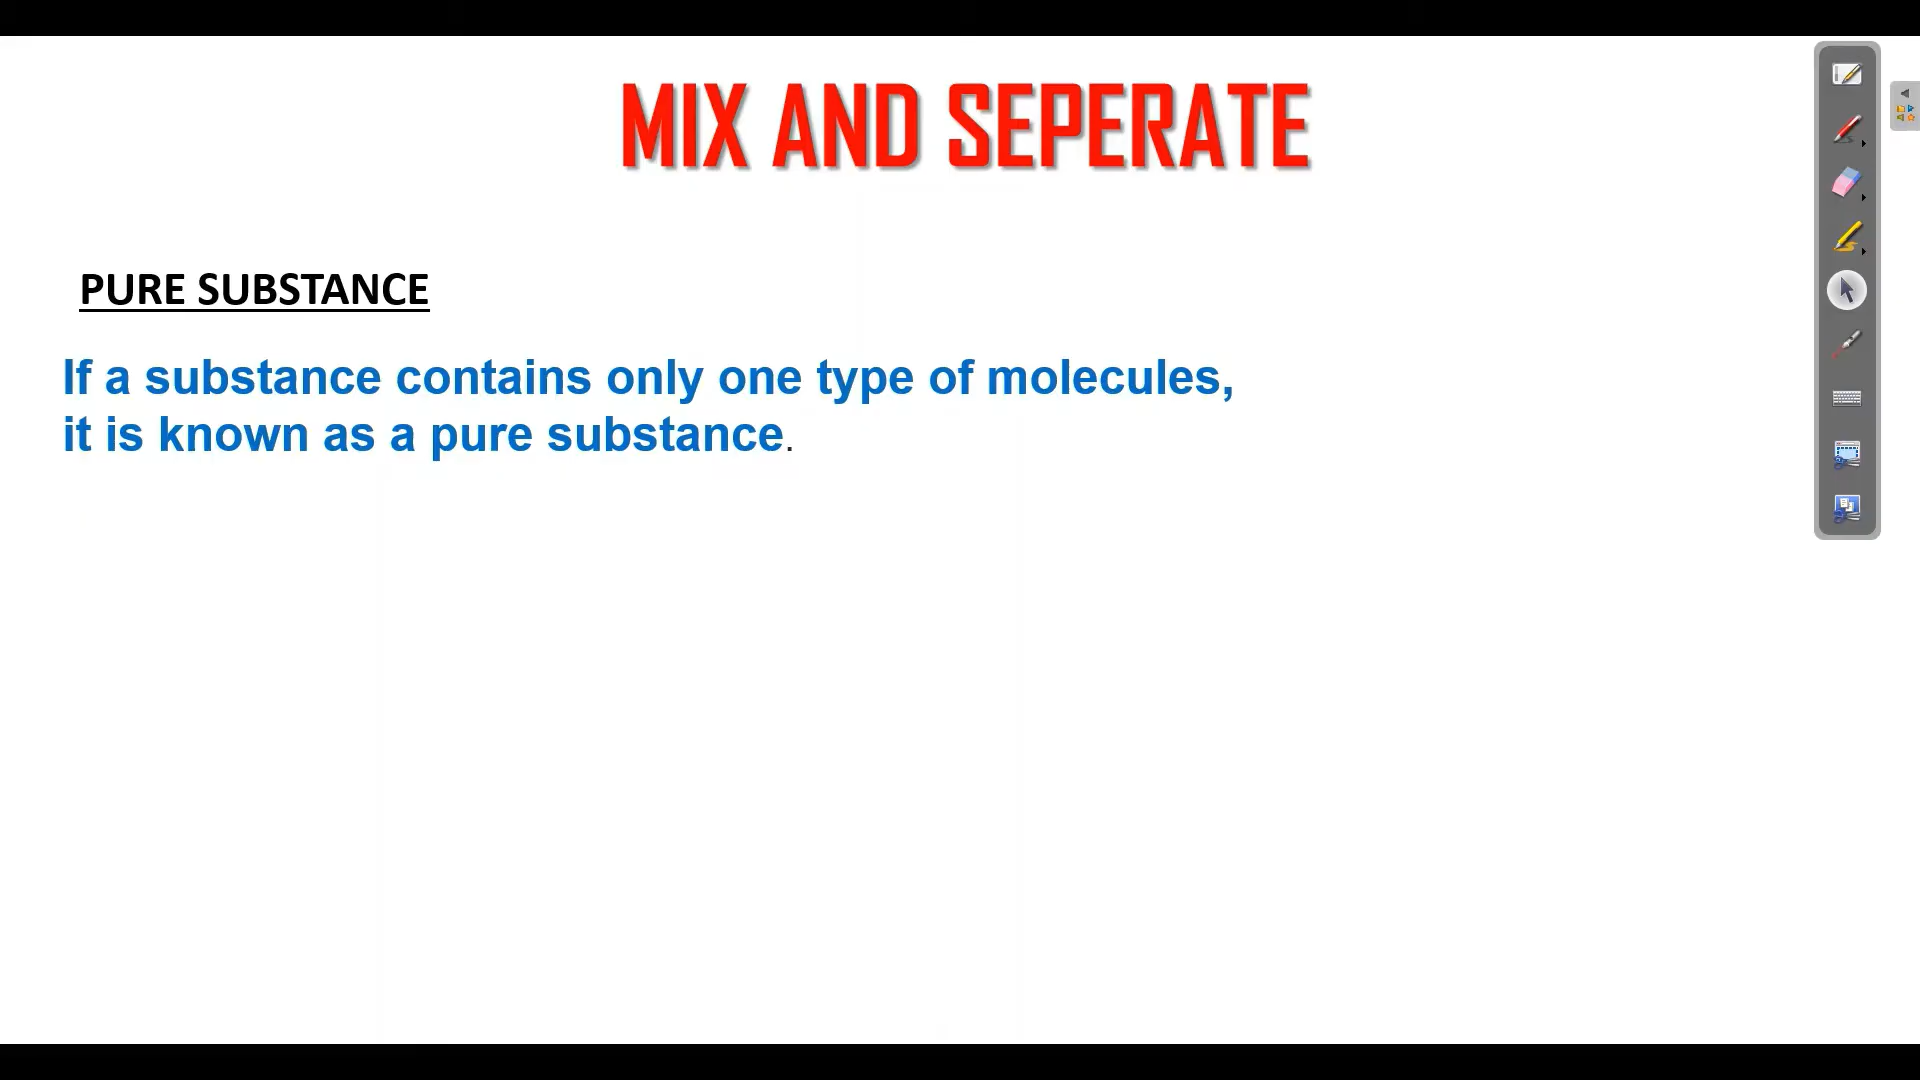 MIX AND SEPERATE
PURE SUBSTANCE
If a substance contains only one type of molecules,
it is known as a pure substance.